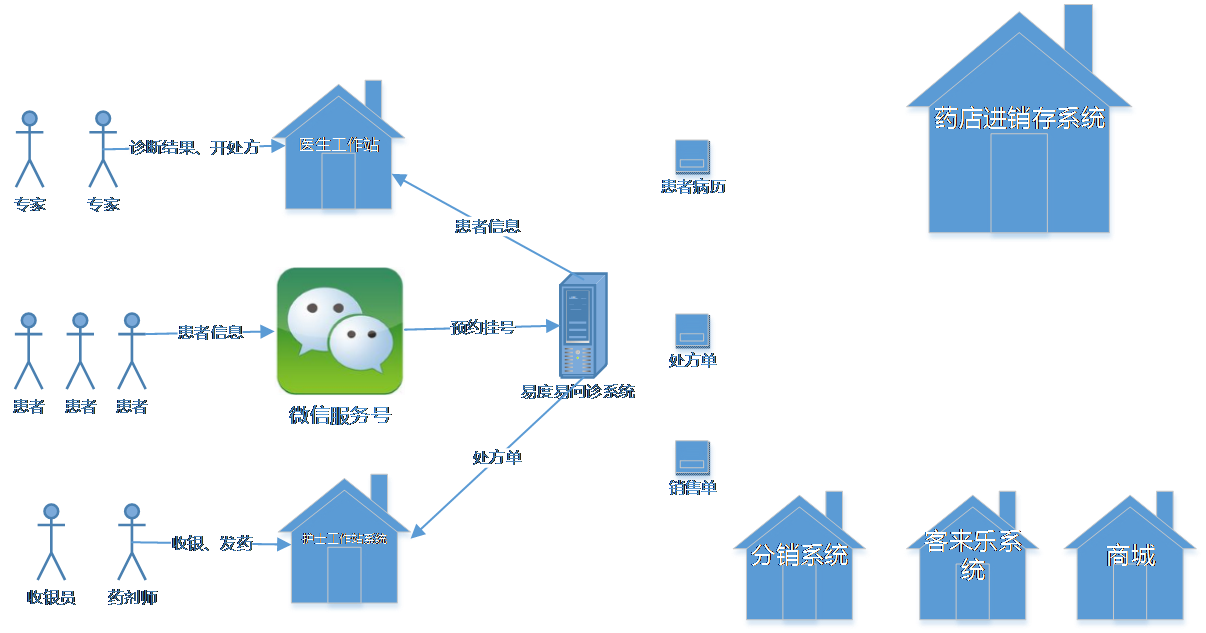 药店进销存系统
诊断结果、开处方
医生工作站
专家
专家
患者病历
患者信息
患者信息
预约挂号
患者
患者
患者
微信服务号
易度易问诊系统
处方单
处方单
销售单
收银、发药
护士工作站系统
收银员
药剂师
分销系统
客来乐系
统
商城